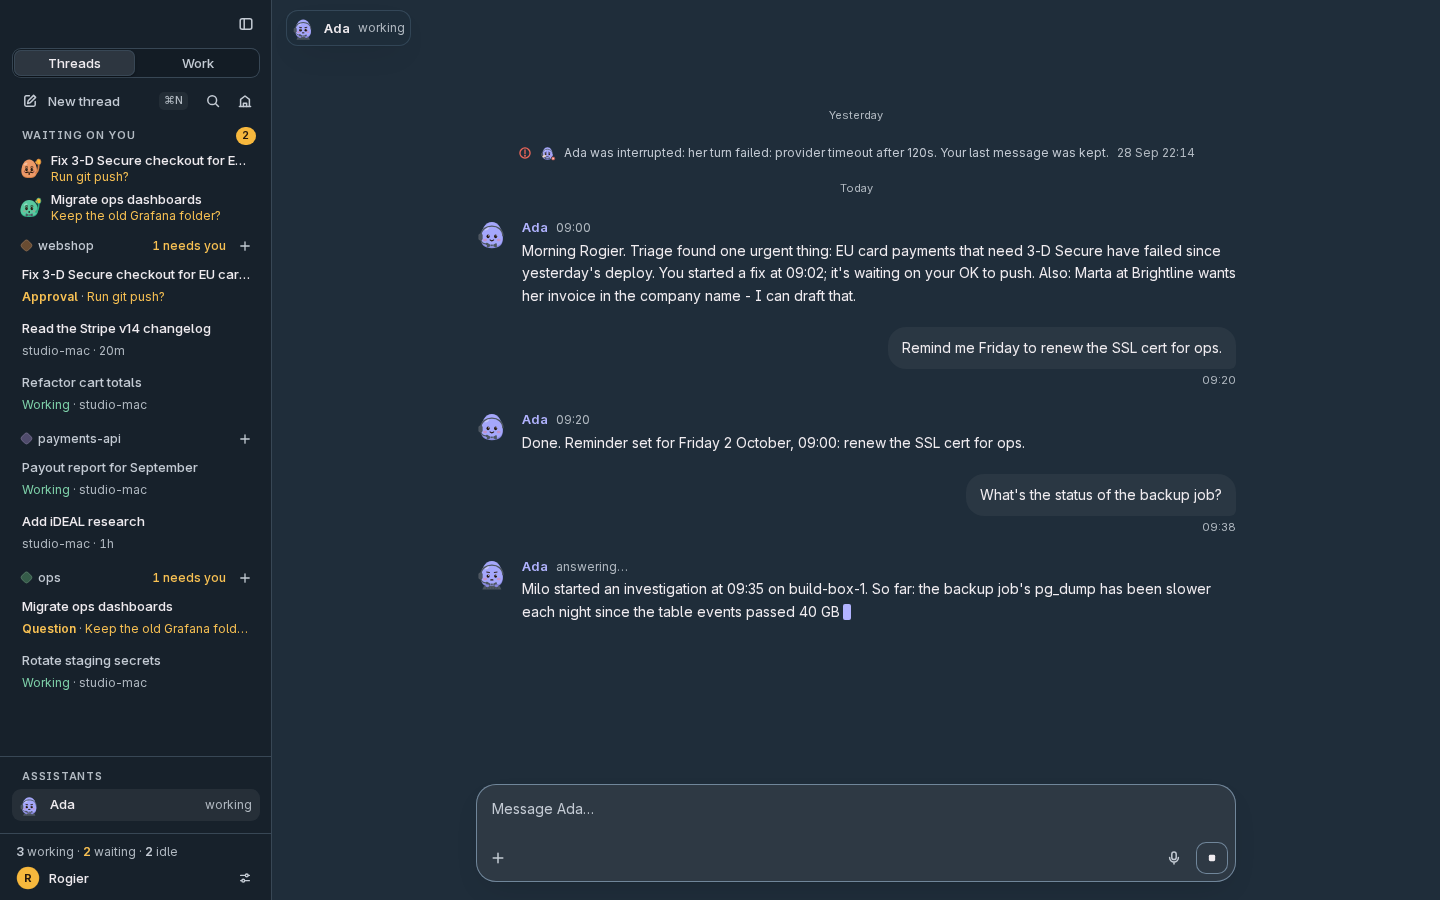 Threads
Work
New thread
⌘N
WAITING ON YOU
2
Fix 3-D Secure checkout for E…
Run git push?
Migrate ops dashboards
Keep the old Grafana folder?
webshop
1 needs you
Fix 3-D Secure checkout for EU car…
Approval · Run git push?
Read the Stripe v14 changelog
studio-mac · 20m
Refactor cart totals
Working · studio-mac
payments-api
Payout report for September
Working · studio-mac
Add iDEAL research
studio-mac · 1h
ops
1 needs you
Migrate ops dashboards
Question · Keep the old Grafana fold…
Rotate staging secrets
Working · studio-mac
ASSISTANTS
Ada
working
3 working · 2 waiting · 2 idle
R
Rogier
Ada working
Yesterday
Ada was interrupted: her turn failed: provider timeout after 120s. Your last message was kept. 28 Sep 22:14
Today
Ada 09:00
Morning Rogier. Triage found one urgent thing: EU card payments that need 3-D Secure have failed since
yesterday's deploy. You started a fix at 09:02; it's waiting on your OK to push. Also: Marta at Brightline wants
her invoice in the company name - I can draft that.
Remind me Friday to renew the SSL cert for ops.
09:20
Ada 09:20
Done. Reminder set for Friday 2 October, 09:00: renew the SSL cert for ops.
What's the status of the backup job?
09:38
Ada answering…
Milo started an investigation at 09:35 on build-box-1. So far: the backup job's pg_dump has been slower
each night since the table events passed 40 GB
Message Ada…